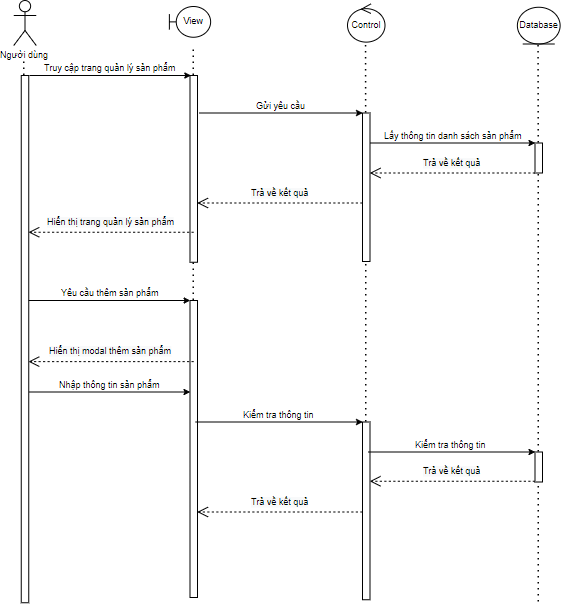 View
Control
Database
Người dùng
Truy cập trang quản lý sản phẩm
Gửi yêu cầu
Lấy thông tin danh sách sản phẩm
Trả về kết quả
Trả về kết quả
Hiển thị trang quản lý sản phẩm
Yêu cầu thêm sản phẩm
Hiển thị modal thêm sản phẩm
Nhập thông tin sản phẩm
Kiểm tra thông tin
Kiểm tra thông tin
Trả về kết quả
Trả về kết quả